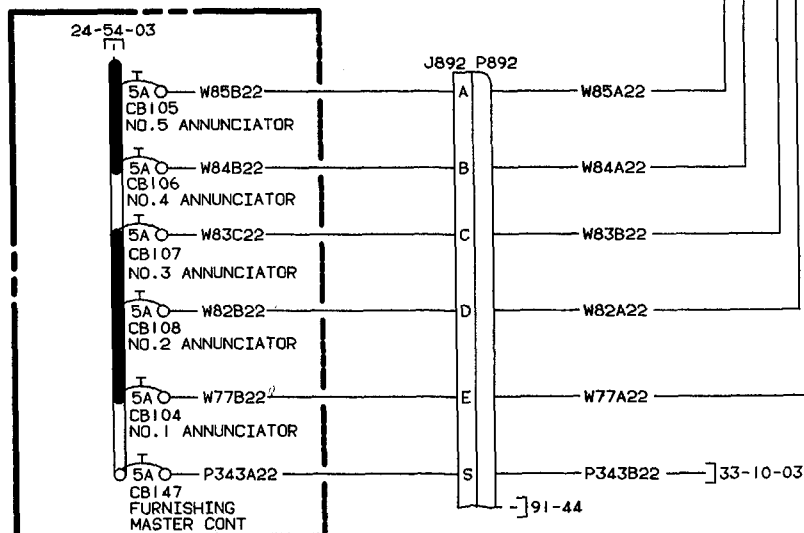 24-54-03
J892 P892
5A W85B22 A W85A22
CB105
NO.5 ANNUNCIATOR
5A W84B22 B W84A22
CB106
NO.4 ANNUNCIATOR
5A W83C22 C W83B22
CB107
NO.3 ANNUNCIATOR
5A W82B22 D W82A22
CB108
NO.2 ANNUNCIATOR
5A W77B22 E W77A22
CB104
NO.1 ANNUNCIATOR
5A P343A22 S P343B22 33-10-03
CB147
FURNISHING
MASTER CONT
91-44